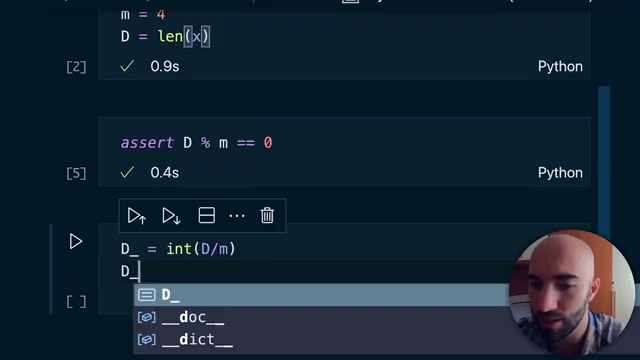 m = 4
D = len(x)
[2]
0.9s
Python
assert D % m == 0
[5]
0.4s
Python
D_ = int(D/m)
D_
[ ]
D_
__doc__
__dict__